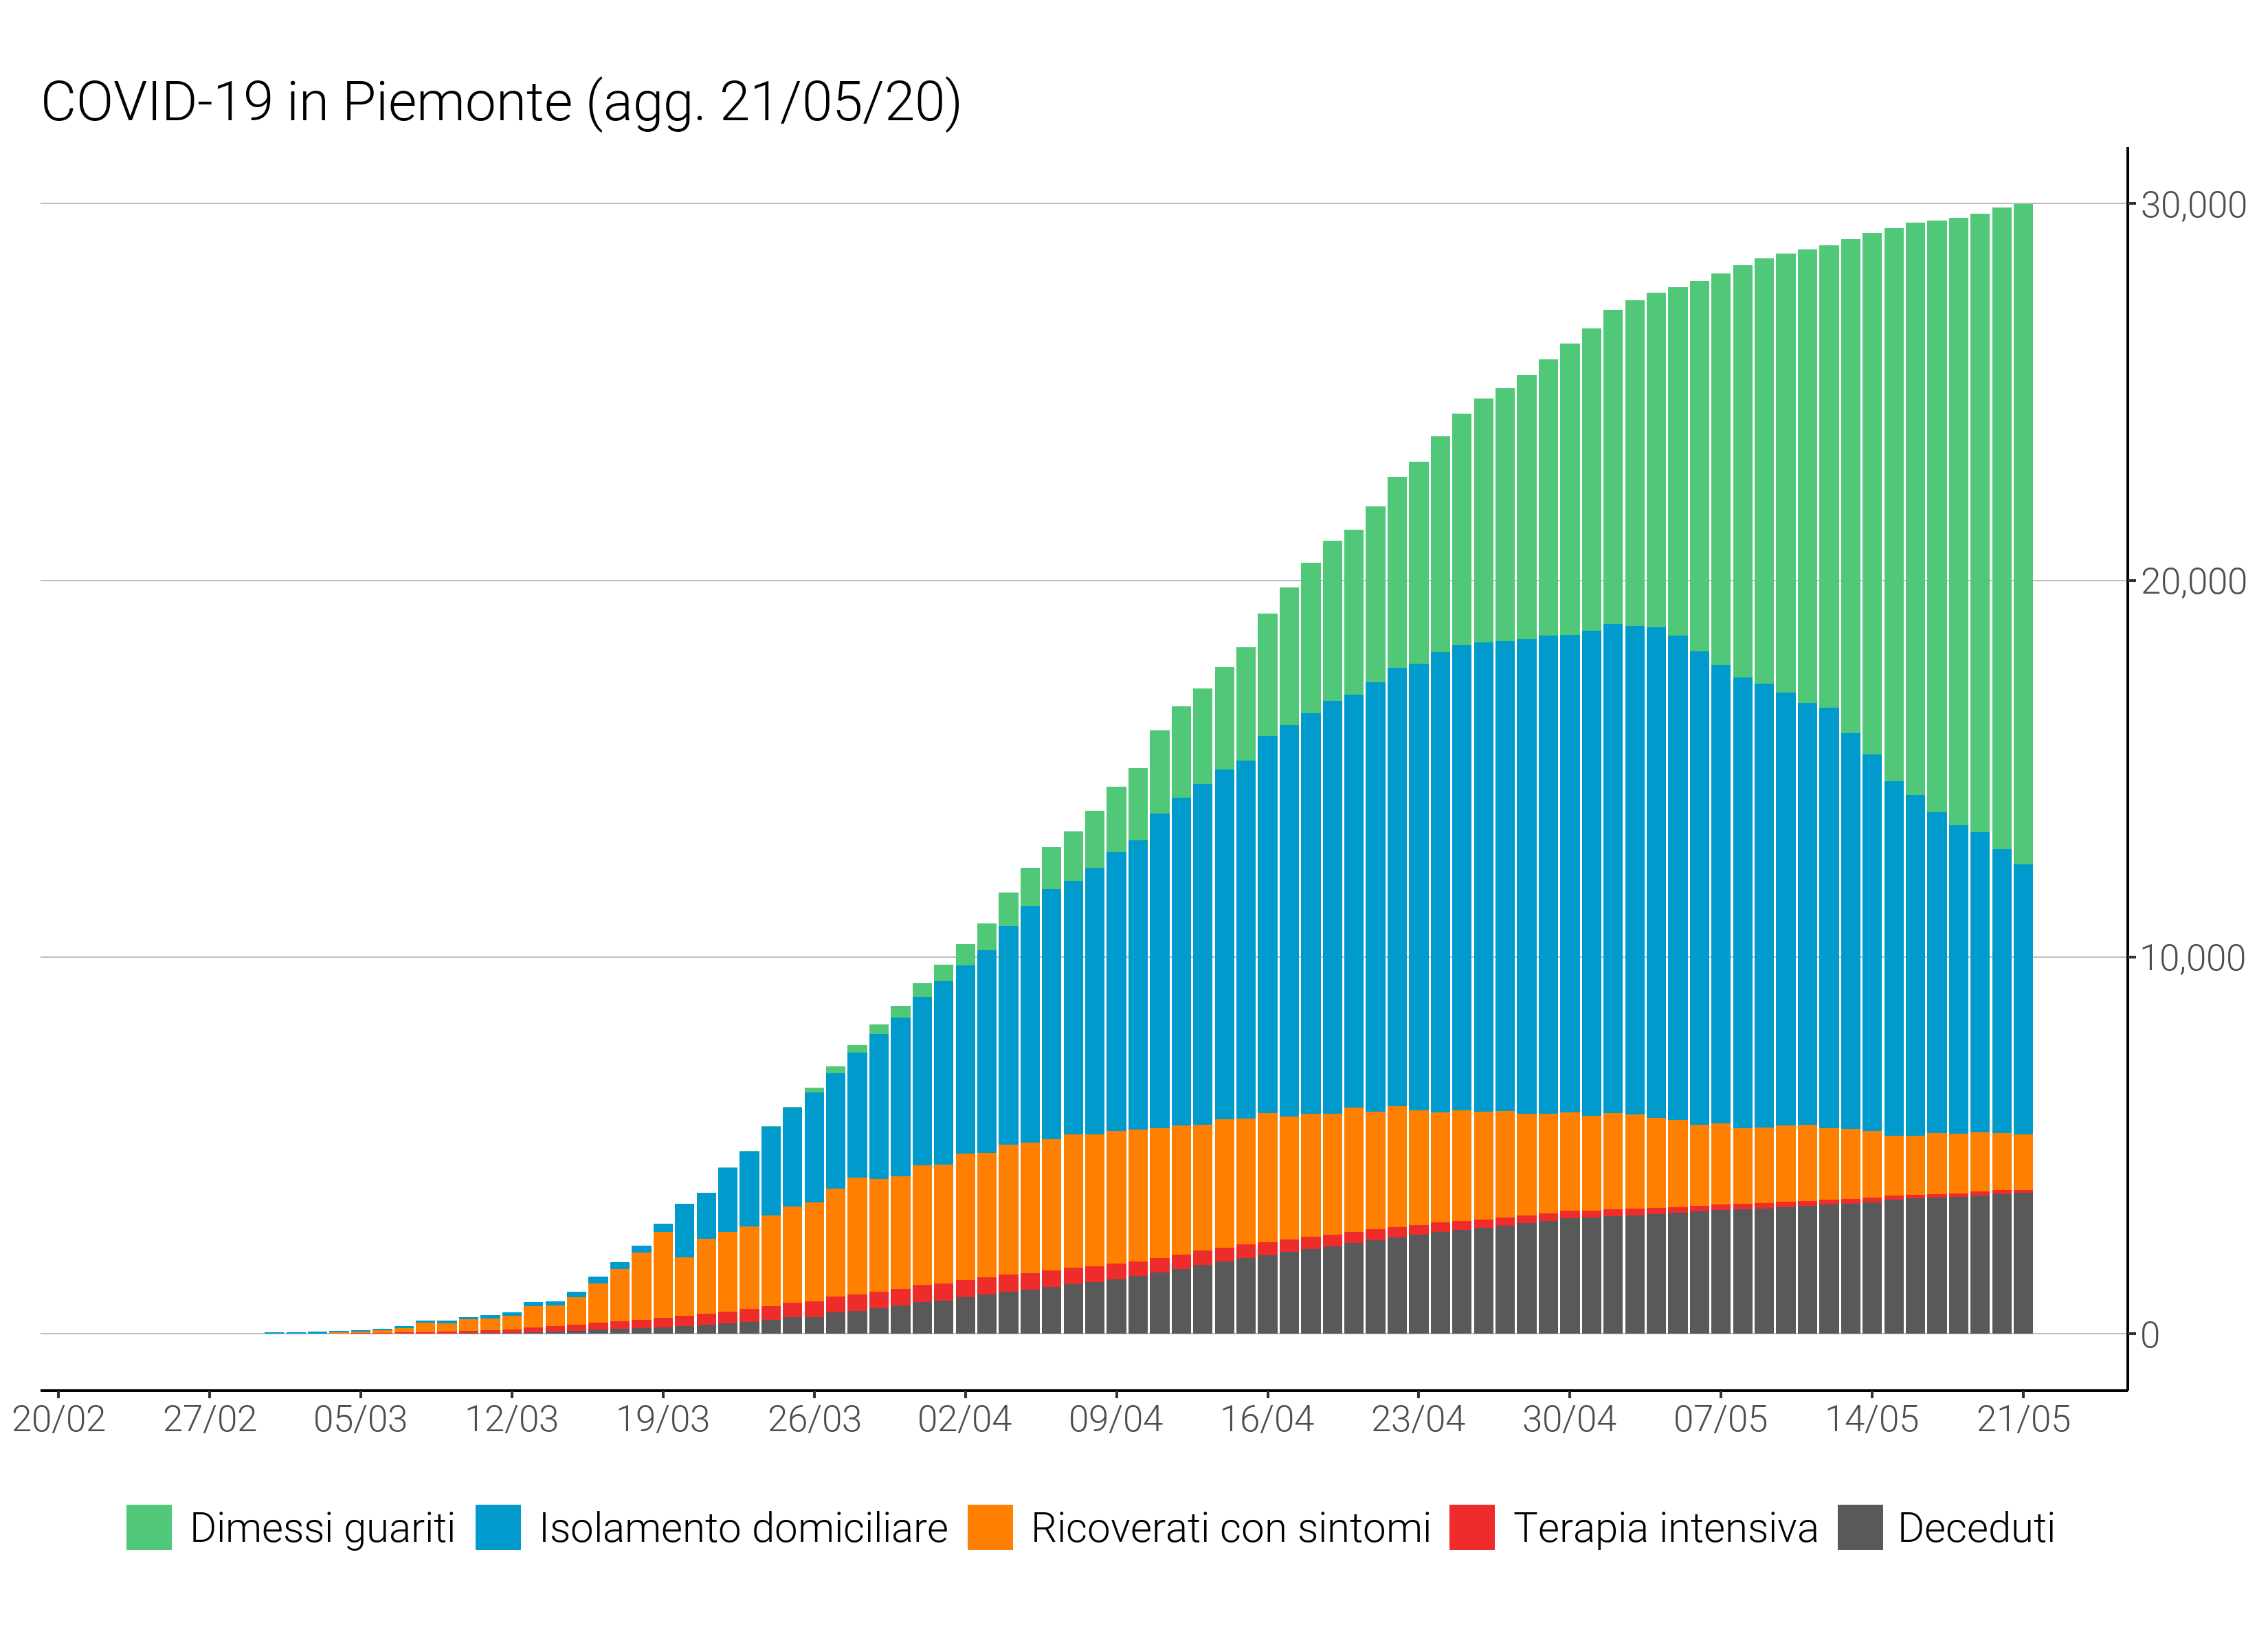 COVID-19 in Piemonte (agg. 21/05/20)
30,000
20,000
10,000
0
20/02 27/02 05/03 12/03 19/03 26/03 02/04 09/04 16/04 23/04 30/04 07/05 14/05 21/05
Dimessi guariti Isolamento domiciliare Ricoverati con sintomi Terapia intensiva Deceduti